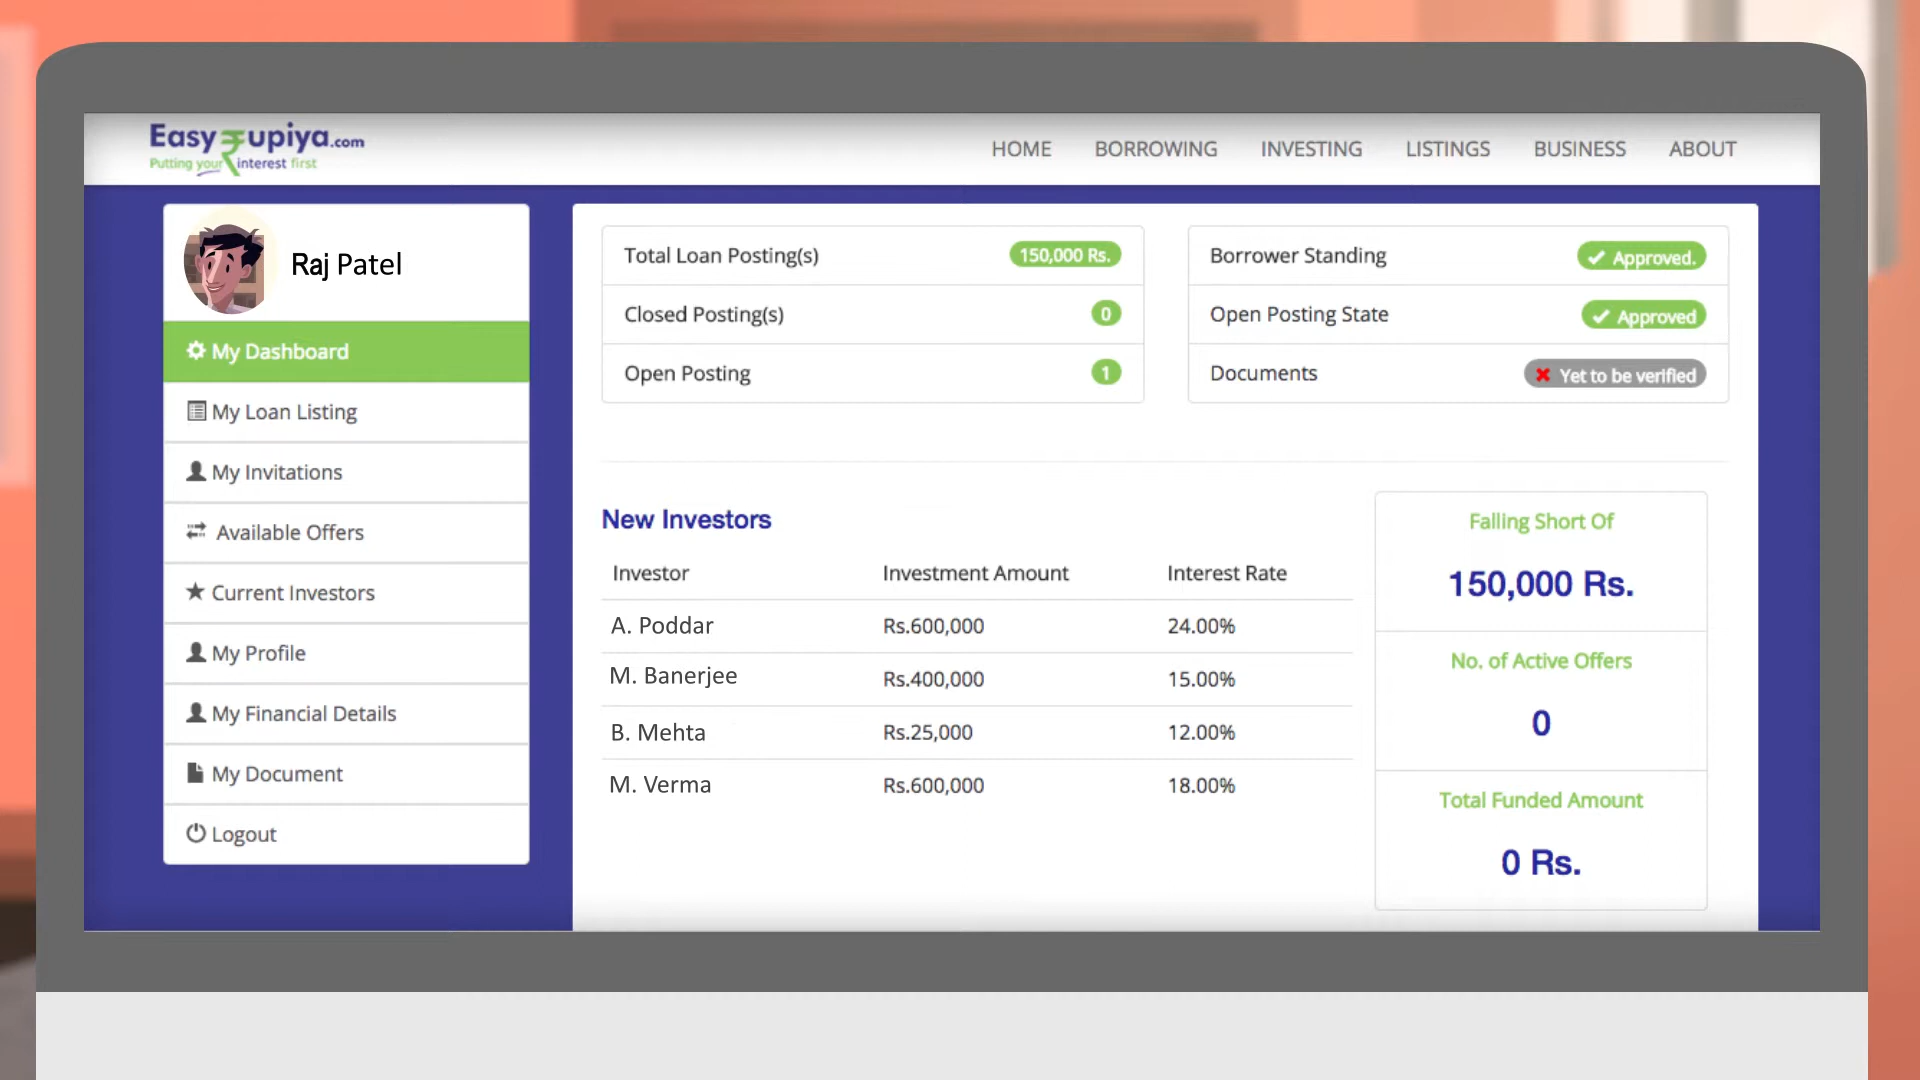 Easy₹upiya.com
Putting your interest first
HOME BORROWING INVESTING LISTINGS BUSINESS ABOUT
Raj Patel
My Dashboard
My Loan Listing
My Invitations
Available Offers
Current Investors
My Profile
My Financial Details
My Document
Logout
Total Loan Posting(s) 150,000 Rs.
Closed Posting(s) 0
Open Posting 1
Borrower Standing Approved.
Open Posting State Approved
Documents Yet to be verified
New Investors
Investor Investment Amount Interest Rate
A. Poddar Rs.600,000 24.00%
M. Banerjee Rs.400,000 15.00%
B. Mehta Rs.25,000 12.00%
M. Verma Rs.600,000 18.00%
Falling Short Of
150,000 Rs.
No. of Active Offers
0
Total Funded Amount
0 Rs.